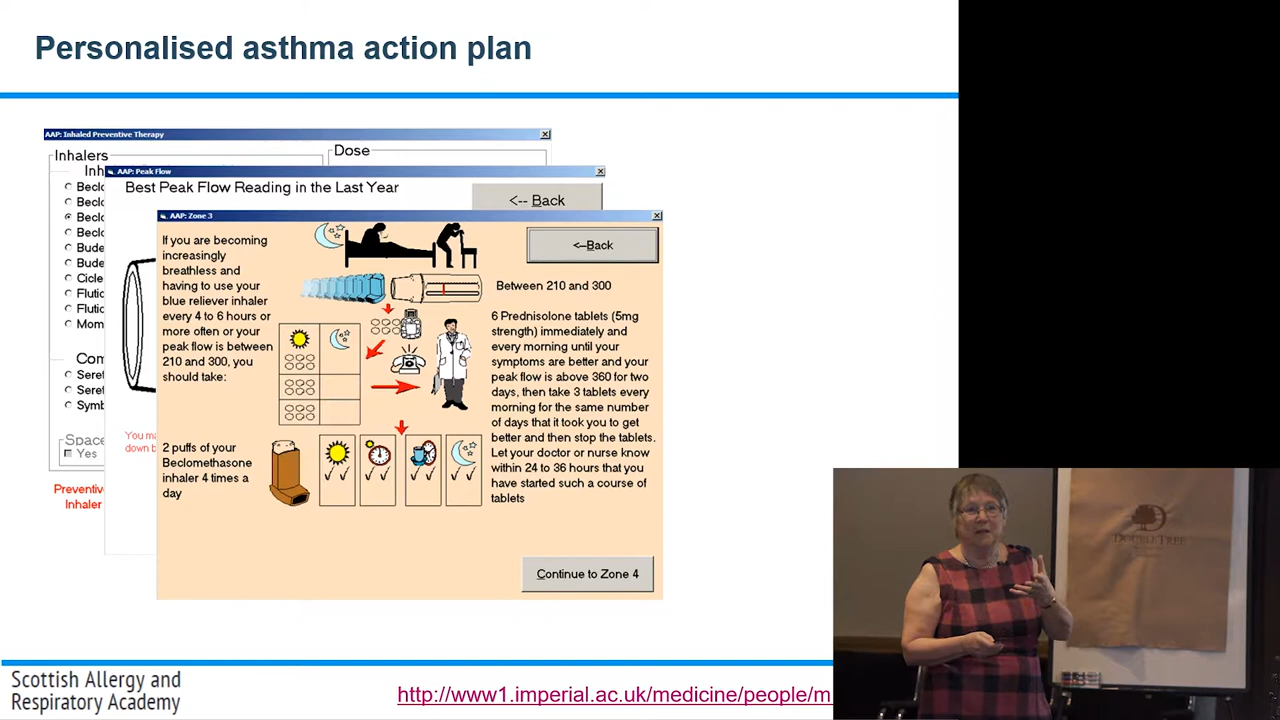 Personalised asthma action plan
AAP: Inhaled Preventive Therapy
Inhalers
Dose
Inh
AAP: Peak Flow
Best Peak Flow Reading in the Last Year
<-- Back
Beclo
Beclo
Beclo
Beclo
Bude
Bude
Cicle
Flutic
Flutic
Mom
Com
Seret
Seret
Symb
Space
Yes
Preventive
Inhaler
You ma
down b
AAP: Zone 3
If you are becoming
increasingly
breathless and
having to use your
blue reliever inhaler
every 4 to 6 hours or
more often or your
peak flow is between
210 and 300, you
should take:
2 puffs of your
Beclomethasone
inhaler 4 times a
day
<--Back
Between 210 and 300
6 Prednisolone tablets (5mg
strength) immediately and
every morning until your
symptoms are better and your
peak flow is above 360 for two
days, then take 3 tablets every
morning for the same number
of days that it took you to get
better and then stop the tablets.
Let your doctor or nurse know
within 24 to 36 hours that you
have started such a course of
tablets
Continue to Zone 4
Scottish Allergy and
Respiratory Academy
http://www1.imperial.ac.uk/medicine/people/m
DOUBLETREE